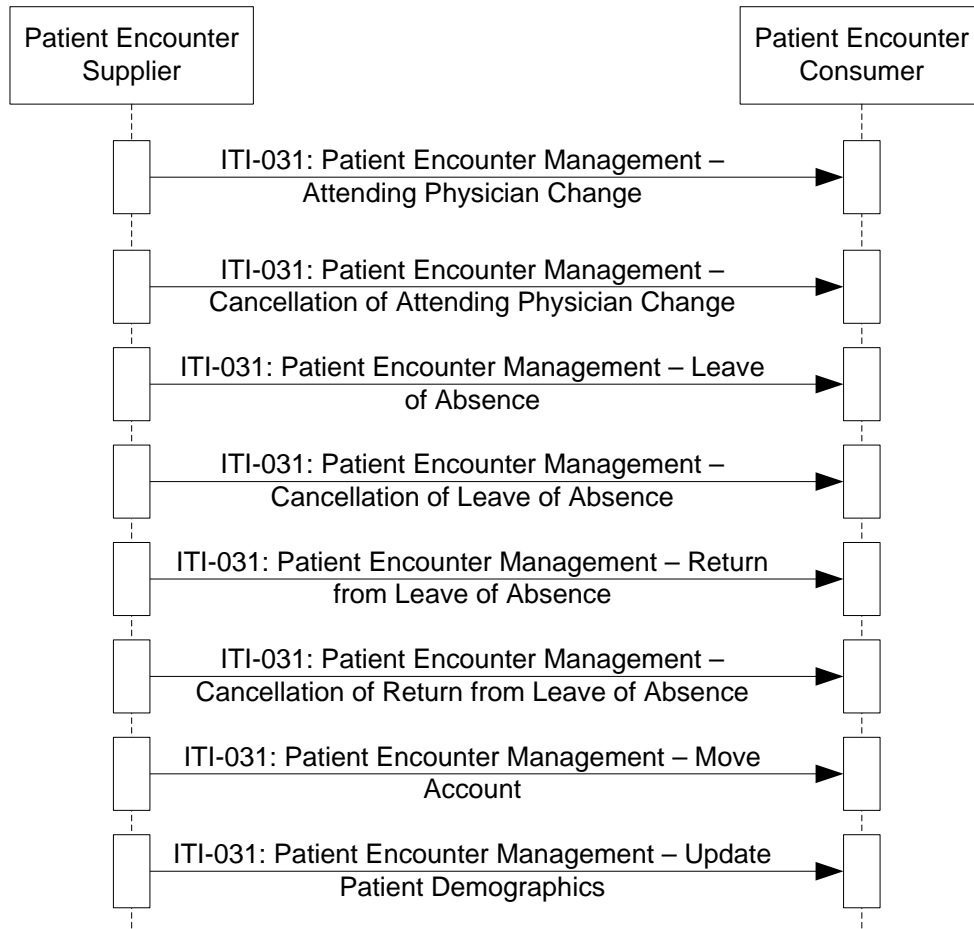 Patient Encounter
Supplier
Patient Encounter
Consumer
ITI-031: Patient Encounter Management –
Attending Physician Change
ITI-031: Patient Encounter Management –
Cancellation of Attending Physician Change
ITI-031: Patient Encounter Management – Leave
of Absence
ITI-031: Patient Encounter Management –
Cancellation of Leave of Absence
ITI-031: Patient Encounter Management – Return
from Leave of Absence
ITI-031: Patient Encounter Management –
Cancellation of Return from Leave of Absence
ITI-031: Patient Encounter Management – Move
Account
ITI-031: Patient Encounter Management – Update
Patient Demographics